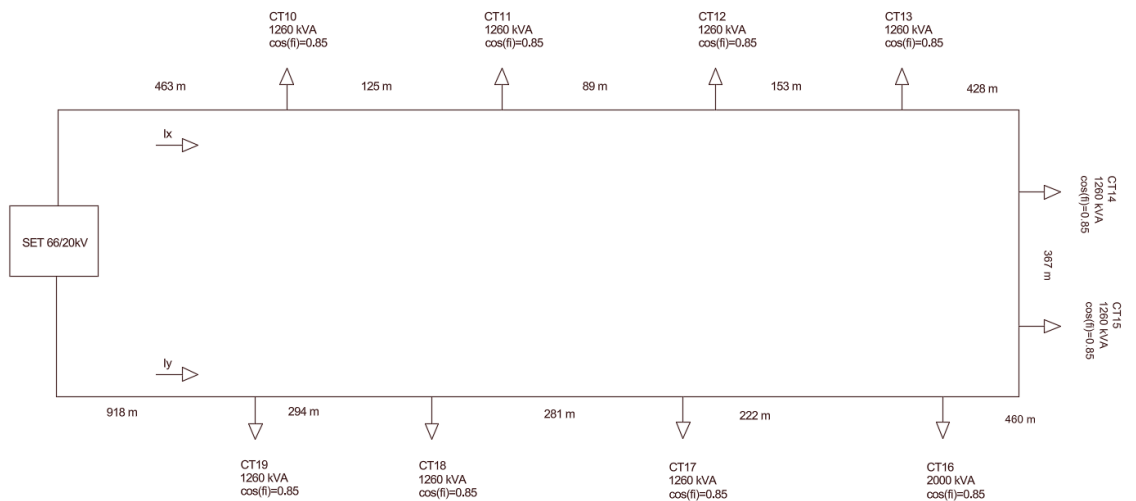 CT10
1260 kVA
cos(fi)=0.85
CT11
1260 kVA
cos(fi)=0.85
CT12
1260 kVA
cos(fi)=0.85
CT13
1260 kVA
cos(fi)=0.85
463 m
125 m
89 m
153 m
428 m
Ix
CT14
1260 kVA
cos(fi)=0.85
SET 66/20kV
367 m
CT15
1260 kVA
cos(fi)=0.85
Iy
918 m
294 m
281 m
222 m
460 m
CT19
1260 kVA
cos(fi)=0.85
CT18
1260 kVA
cos(fi)=0.85
CT17
1260 kVA
cos(fi)=0.85
CT16
2000 kVA
cos(fi)=0.85